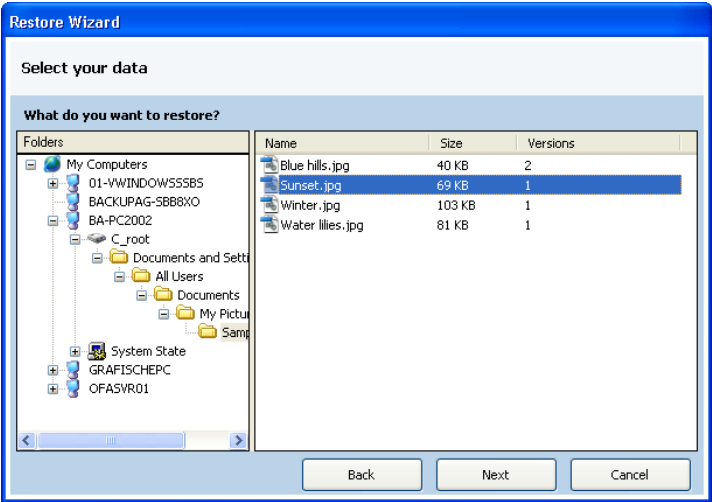 Restore Wizard
Select your data
What do you want to restore?
Folders
My Computers
01-VWINDOWSSSBS
BACKUPAG-SBB8XO
BA-PC2002
C_root
Documents and Setti
All Users
Documents
My Pictur
Samp
System State
GRAFISCHEPC
OFASVR01
Name Size Versions
Blue hills.jpg 40 KB 2
Sunset.jpg 69 KB 1
Winter.jpg 103 KB 1
Water lilies.jpg 81 KB 1
Back Next Cancel